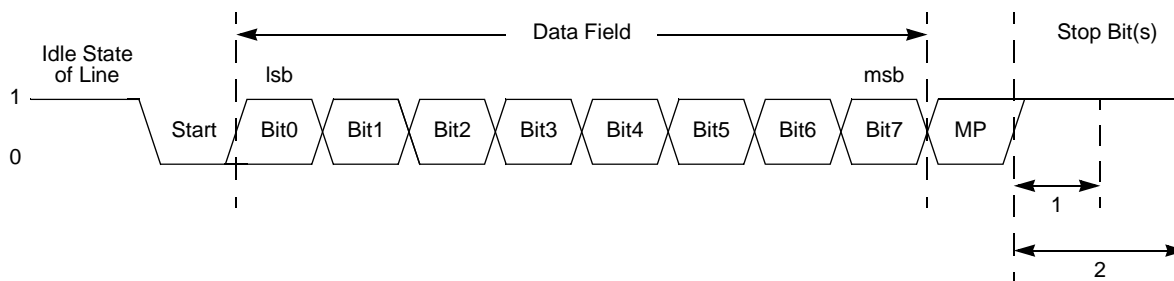 Data Field
Stop Bit(s)
Idle State
of Line
lsb
msb
1
Start
Bit0
Bit1
Bit2
Bit3
Bit4
Bit5
Bit6
Bit7
MP
0
1
2